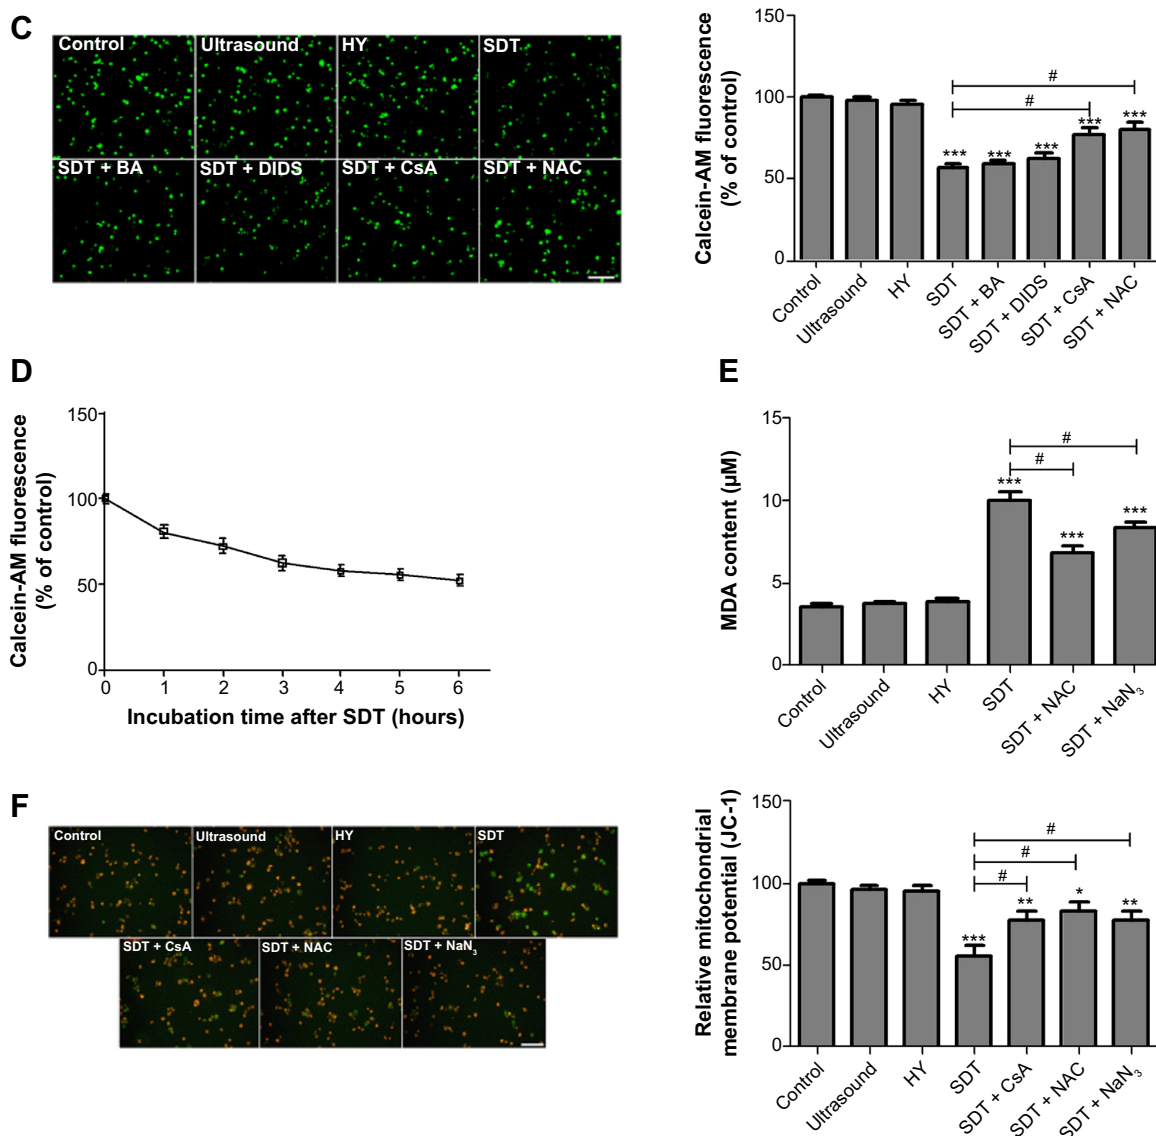 C
Control
Ultrasound
HY
SDT
SDT + BA
SDT + DIDS
SDT + CsA
SDT + NAC
Calcein-AM fluorescence
(% of control)
150
100
50
0
#
#
***
***
***
***
***
Control
Ultrasound
HY
SDT
SDT + BA
SDT + DIDS
SDT + CsA
SDT + NAC
D
Calcein-AM fluorescence
(% of control)
150
100
50
0
0 1 2 3 4 5 6
Incubation time after SDT (hours)
E
MDA content (µM)
15
10
5
0
#
#
***
***
***
Control
Ultrasound
HY
SDT
SDT + NAC
SDT + NaN₃
F
Control
Ultrasound
HY
SDT
SDT + CsA
SDT + NAC
SDT + NaN₃
Relative mitochondrial
membrane potential (JC-1)
150
100
50
0
#
#
#
***
**
*
**
Control
Ultrasound
HY
SDT
SDT + CsA
SDT + NAC
SDT + NaN₃